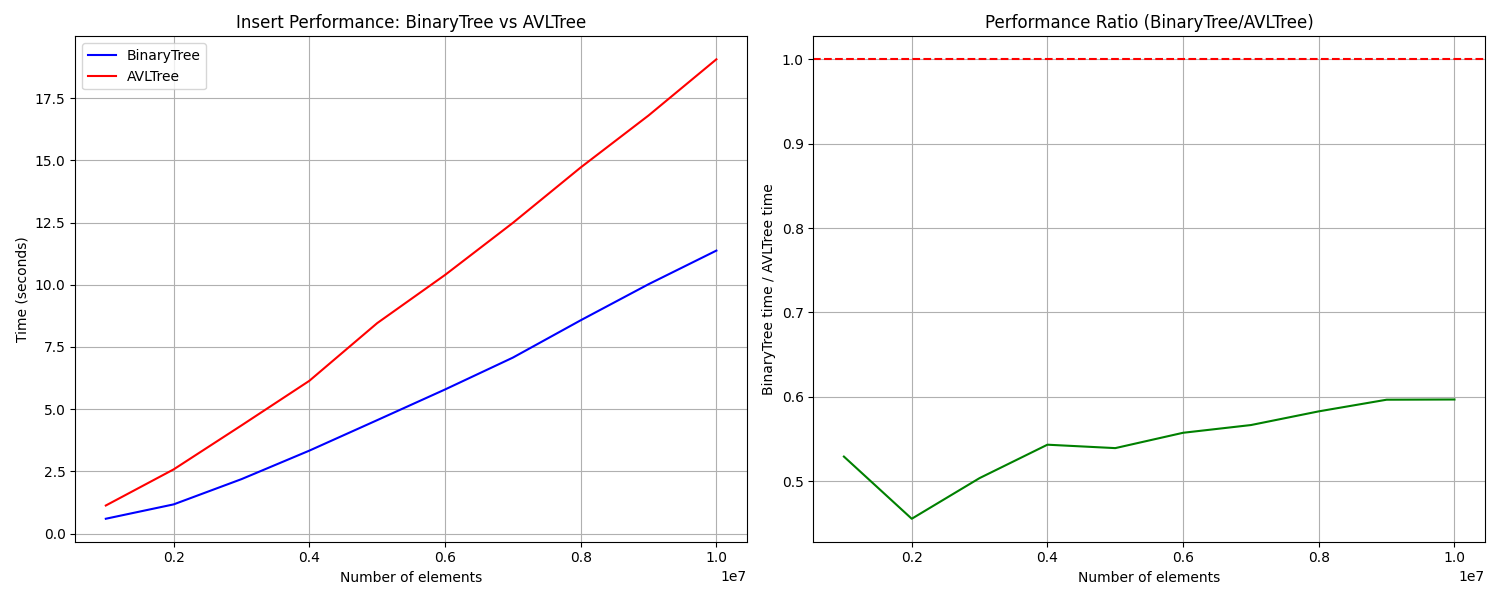 Insert Performance: BinaryTree vs AVLTree
BinaryTree
AVLTree
Time (seconds)
17.5
15.0
12.5
10.0
7.5
5.0
2.5
0.0
0.2 0.4 0.6 0.8 1.0
1e7
Number of elements
Performance Ratio (BinaryTree/AVLTree)
BinaryTree time / AVLTree time
1.0
0.9
0.8
0.7
0.6
0.5
0.2 0.4 0.6 0.8 1.0
1e7
Number of elements